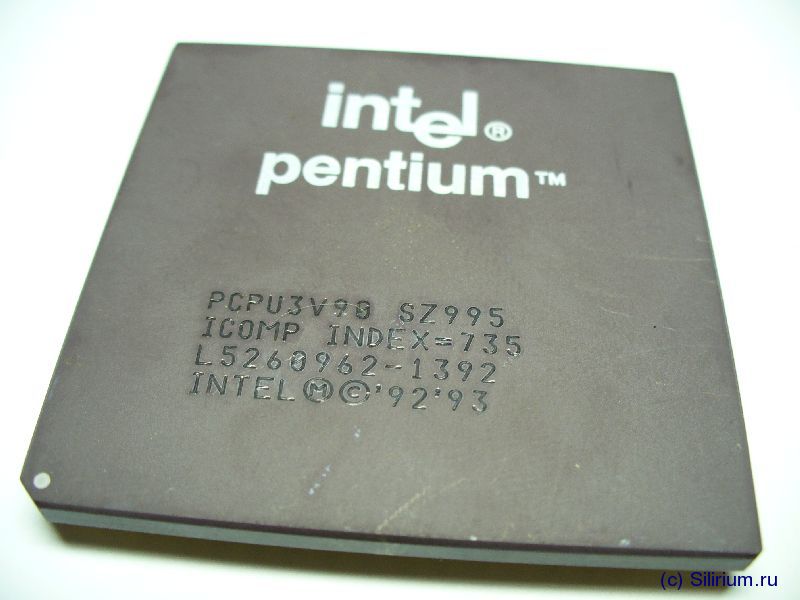 intel®
pentium™
PCPU3V90 SZ995
ICOMP INDEX=735
L5260962-1392
INTEL Ⓜ©'92'93
(c) Silirium.ru